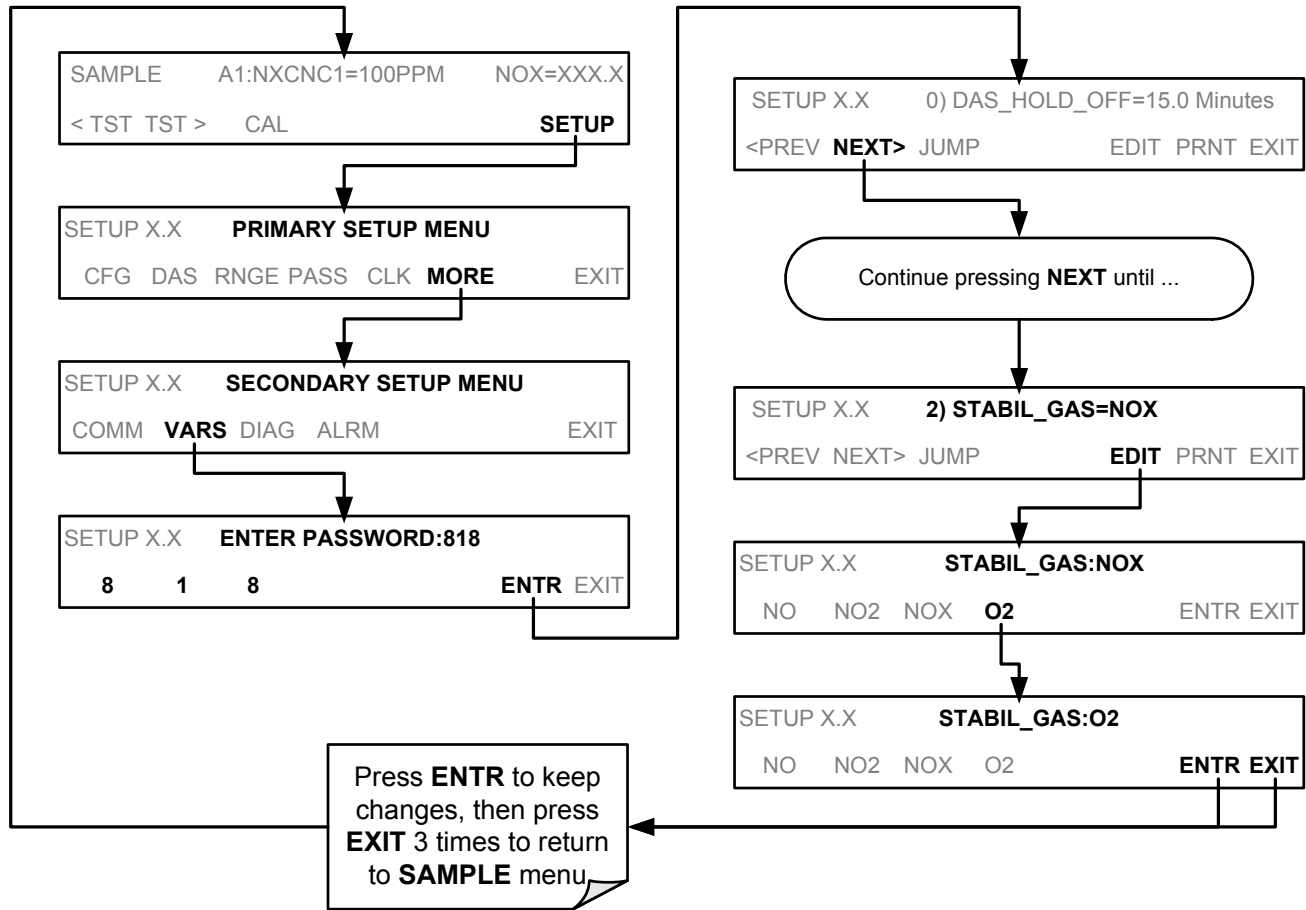 SAMPLE A1:NXCNC1=100PPM NOX=XXX.X
< TST TST > CAL SETUP
SETUP X.X PRIMARY SETUP MENU
CFG DAS RNGE PASS CLK MORE EXIT
SETUP X.X SECONDARY SETUP MENU
COMM VARS DIAG ALRM EXIT
SETUP X.X ENTER PASSWORD:818
8 1 8 ENTR EXIT
SETUP X.X 0) DAS_HOLD_OFF=15.0 Minutes
<PREV NEXT> JUMP EDIT PRNT EXIT
Continue pressing NEXT until ...
SETUP X.X 2) STABIL_GAS=NOX
<PREV NEXT> JUMP EDIT PRNT EXIT
SETUP X.X STABIL_GAS:NOX
NO NO2 NOX O2 ENTR EXIT
SETUP X.X STABIL_GAS:O2
NO NO2 NOX O2 ENTR EXIT
Press ENTR to keep
changes, then press
EXIT 3 times to return
to SAMPLE menu